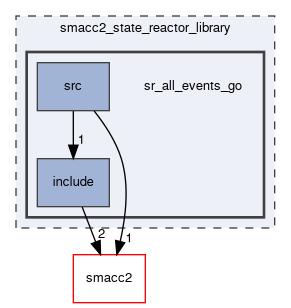 smacc2_state_reactor_library
src
sr_all_events_go
1
include
2
1
smacc2